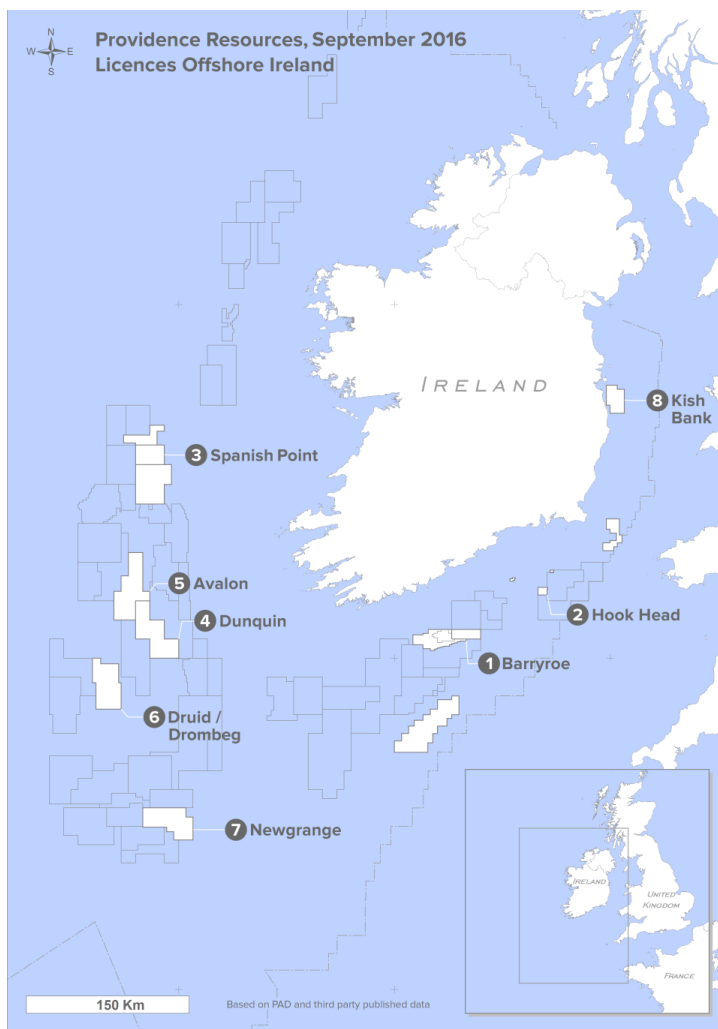 Providence Resources, September 2016
Licences Offshore Ireland
N
W
E
S
IRELAND
8 Kish
Bank
3 Spanish Point
5 Avalon
4 Dunquin
2 Hook Head
1 Barryroe
6 Druid /
Drombeg
7 Newgrange
IRELAND
UNITED
KINGDOM
FRANCE
150 Km
Based on PAD and third party published data